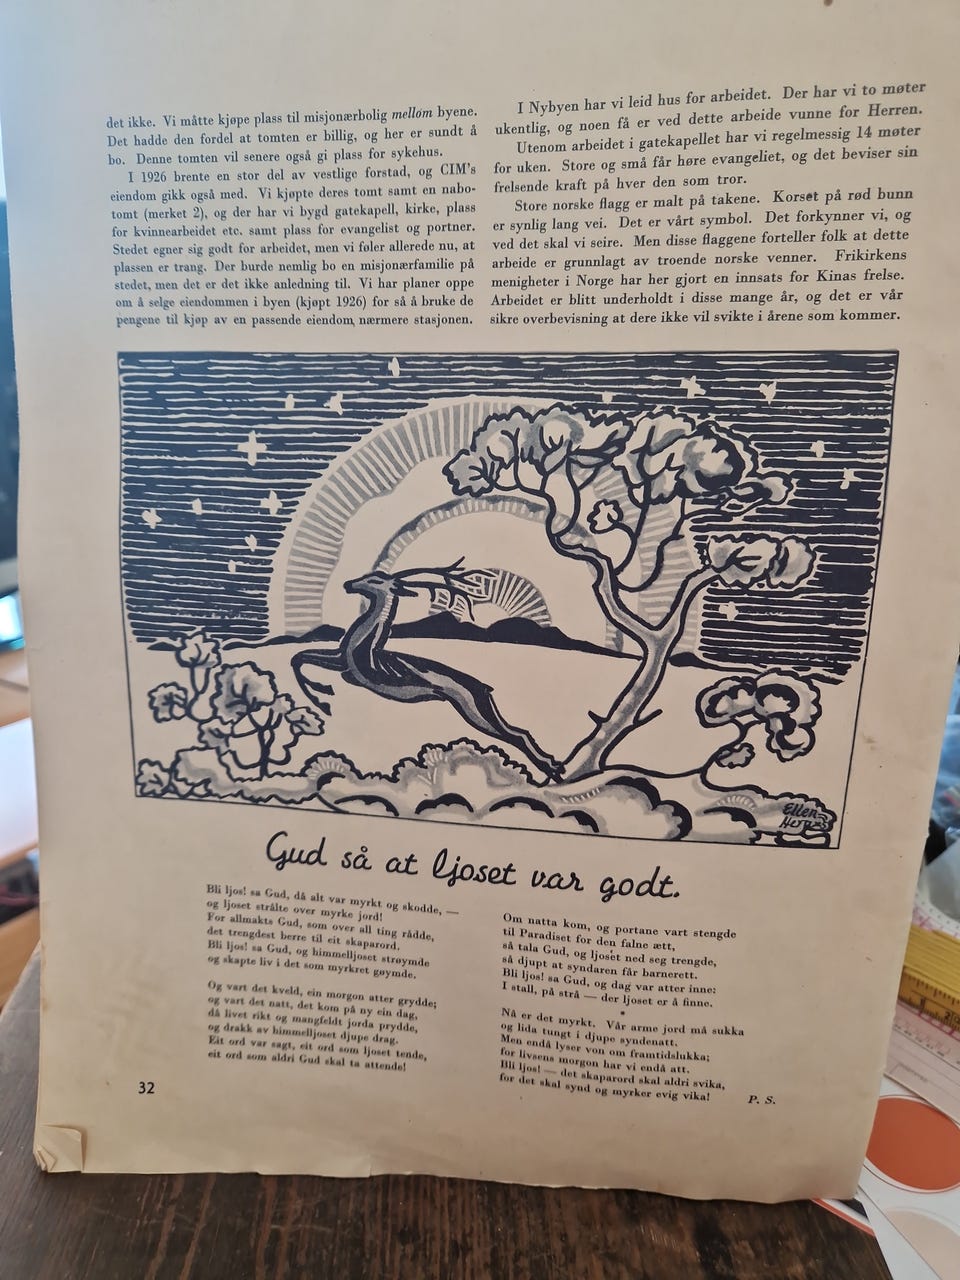 det ikke. Vi måtte kjøpe plass til misjonærbolig mellom byene.
Det hadde den fordel at tomten er billig, og her er sundt å
bo. Denne tomten vil senere også gi plass for sykehus.
I 1926 brente en stor del av vestlige forstad, og CIM's
eiendom gikk også med. Vi kjøpte deres tomt samt en nabo-
tomt (merket 2), og der har vi bygd gatekapell, kirke, plass
for kvinnearbeidet etc. samt plass for evangelist og portner.
Stedet egner sig godt for arbeidet, men vi føler allerede nu, at
plassen er trang. Der burde nemlig bo en misjonærfamilie på
stedet, men det er det ikke anledning til. Vi har planer oppe
om å selge eiendommen i byen (kjøpt 1926) for så å bruke de
pengene til kjøp av en passende eiendom nærmere stasjonen.
I Nybyen har vi leid hus for arbeidet. Der har vi to møter
ukentlig, og noen få er ved dette arbeide vunne for Herren.
Utenom arbeidet i gatekapellet har vi regelmessig 14 møter
for uken. Store og små får høre evangeliet, og det beviser sin
frelsende kraft på hver den som tror.
Store norske flagg er malt på takene. Korset på rød bunn
er synlig lang vei. Det er vårt symbol. Det forkynner vi, og
ved det skal vi seire. Men disse flaggene forteller folk at dette
arbeide er grunnlagt av troende norske venner. Frikirkens
menigheter i Norge har her gjort en innsats for Kinas frelse.
Arbeidet er blitt underholdt i disse mange år, og det er vår
sikre overbevisning at dere ikke vil svikte i årene som kommer.
Ellen
Gud så at ljoset var godt.
Bli ljos! sa Gud, då alt var myrkt og skodde, —
og ljoset strålte over myrke jord!
For allmakts Gud, som over all ting rådde,
det trengdest berre til eit skaparord.
Bli ljos! sa Gud, og himmelljoset strøymde
og skapte liv i det som myrkret gøymde.
Og vart det kveld, ein morgon atter grydde;
og vart det natt, det kom på ny ein dag,
då livet rikt og mangfeldt jorda prydde,
og drakk av himmelljoset djupe drag.
Eit ord var sagt, eit ord som ljoset tende,
eit ord som aldri Gud skal ta attende!
Om natta kom, og portane vart stengde
til Paradiset for den falne ætt,
så tala Gud, og ljoset ned seg trengde,
så djupt at syndaren får barnerett.
Bli ljos! sa Gud, og dag var atter inne:
I stall, på strå — der ljoset er å finne.
*
Nå er det myrkt. Vår arme jord må sukka
og lida tungt i djupe syndenatt.
Men endå lyser von om framtidslukka;
for livsens morgon har vi endå att.
Bli ljos! — det skaparord skal aldri svika,
for det skal synd og myrker evig vika!
P. S.
32